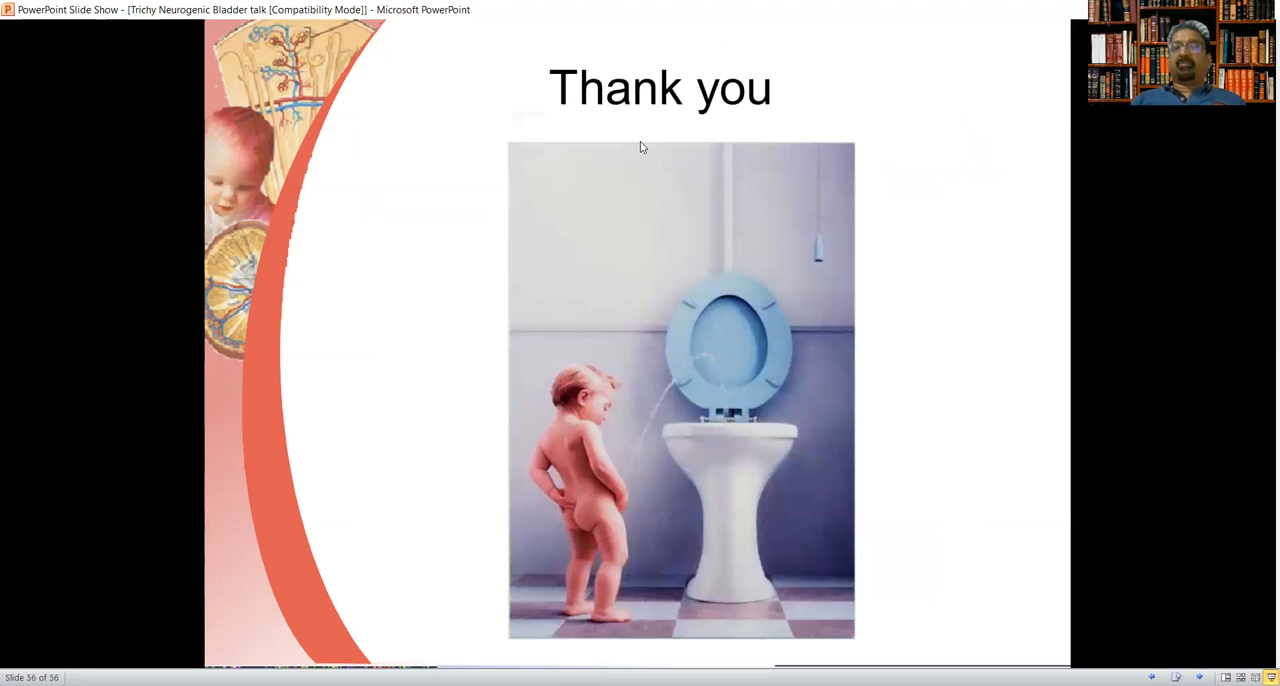 PowerPoint Slide Show - [Trichy Neurogenic Bladder talk [Compatibility Mode]] - Microsoft PowerPoint
Thank you
Slide 56 of 56